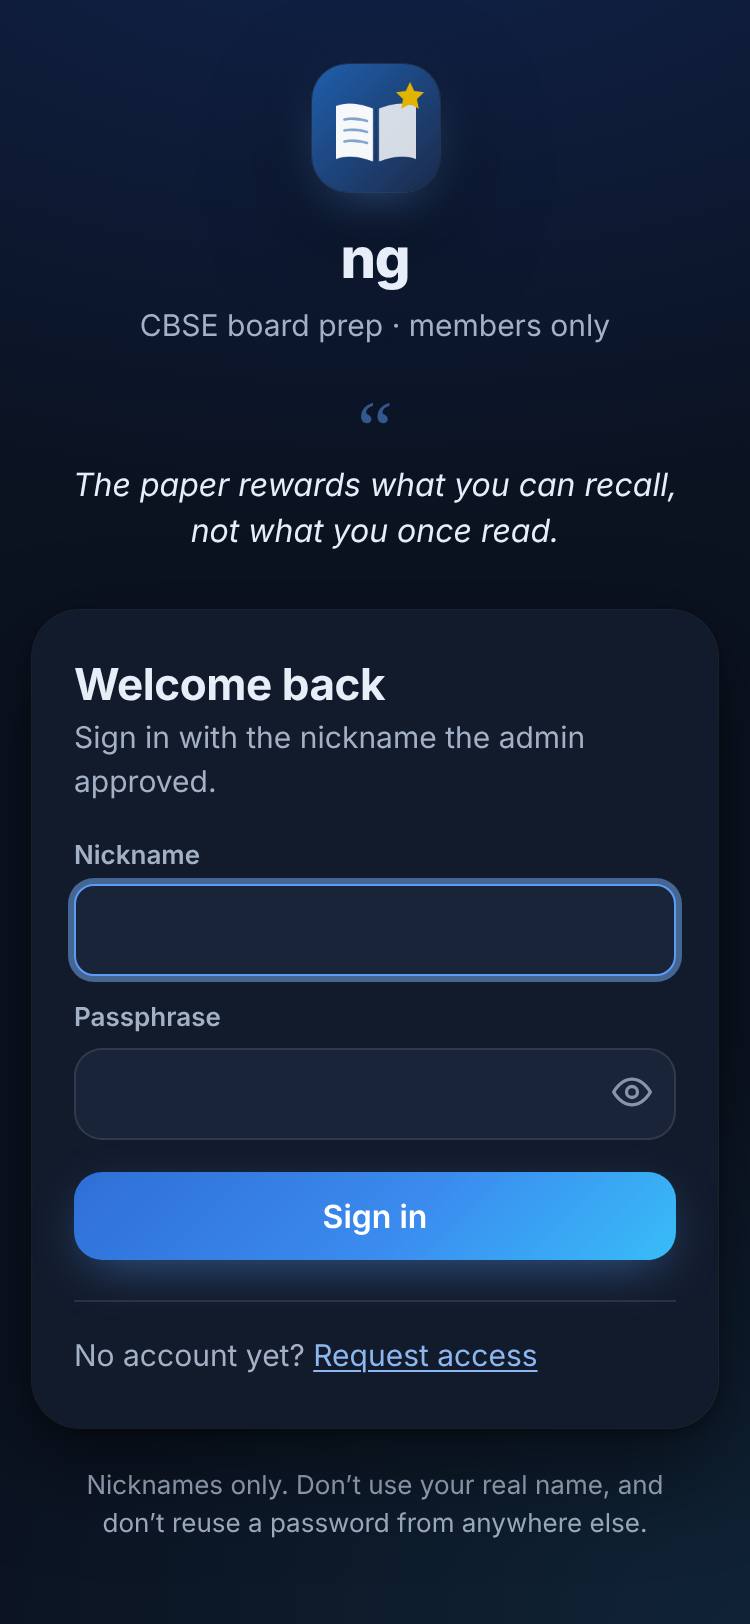 ng
CBSE board prep · members only
“
The paper rewards what you can recall,
not what you once read.
Welcome back
Sign in with the nickname the admin
approved.
Nickname
Passphrase
Sign in
No account yet? Request access
Nicknames only. Don’t use your real name, and
don’t reuse a password from anywhere else.